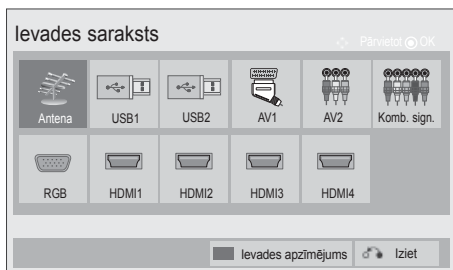 Ievades saraksts
Pārvietot OK
Antena USB1 USB2 AV1 AV2 Komb. sign.
RGB HDMI1 HDMI2 HDMI3 HDMI4
Ievades apzīmējums Iziet